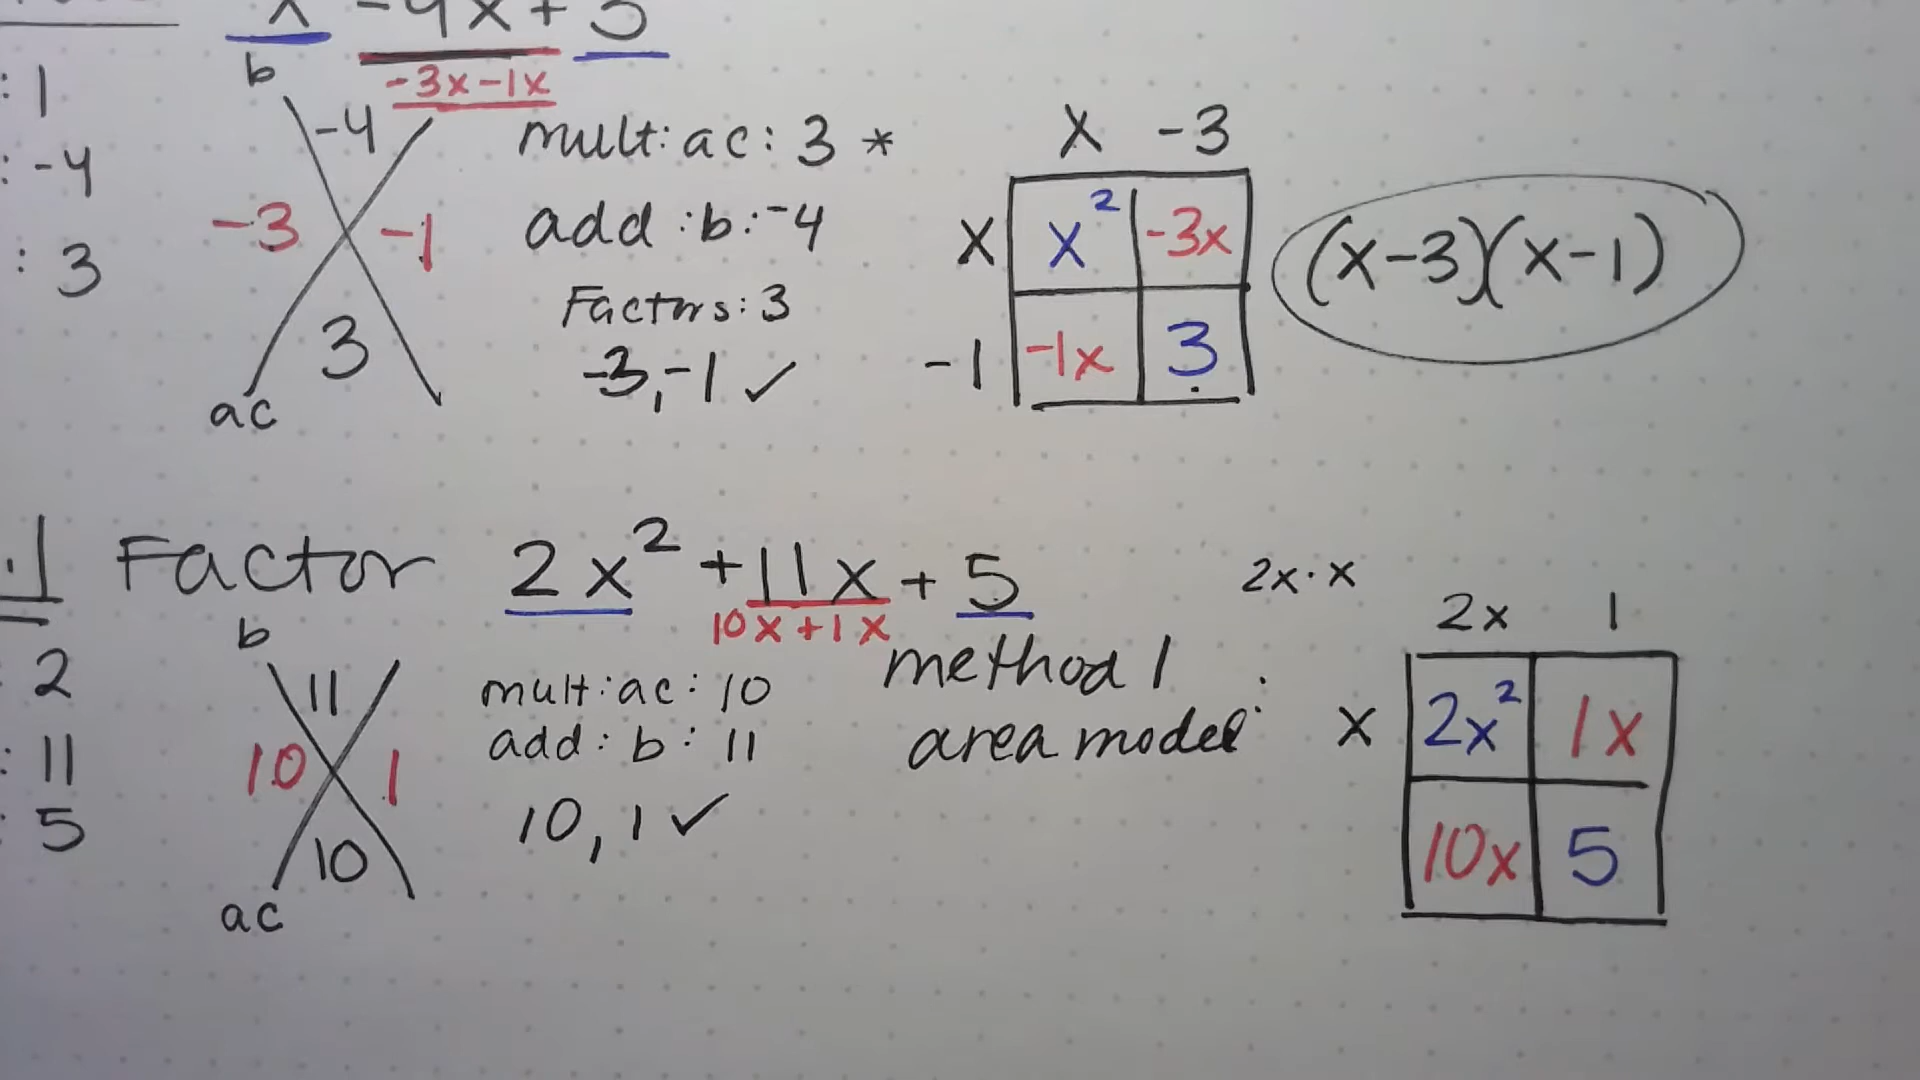 -4x+
b
-3x-1x
: 1
: -4
: 3
-4
-3 -1
3
ac
mult: ac: 3 *
add :b: -4
Factors: 3
-3, -1 ✓
x -3
x x² -3x
-1 -1x 3
(x-3)(x-1)
.1 Factor 2x² + 11x + 5
10x+1x
b
: 2
: 11
: 5
11
10 1
10
ac
mult: ac: 10
add: b: 11
10, 1 ✓
method 1
area model:
2x·x
2x 1
x 2x² 1x
10x 5